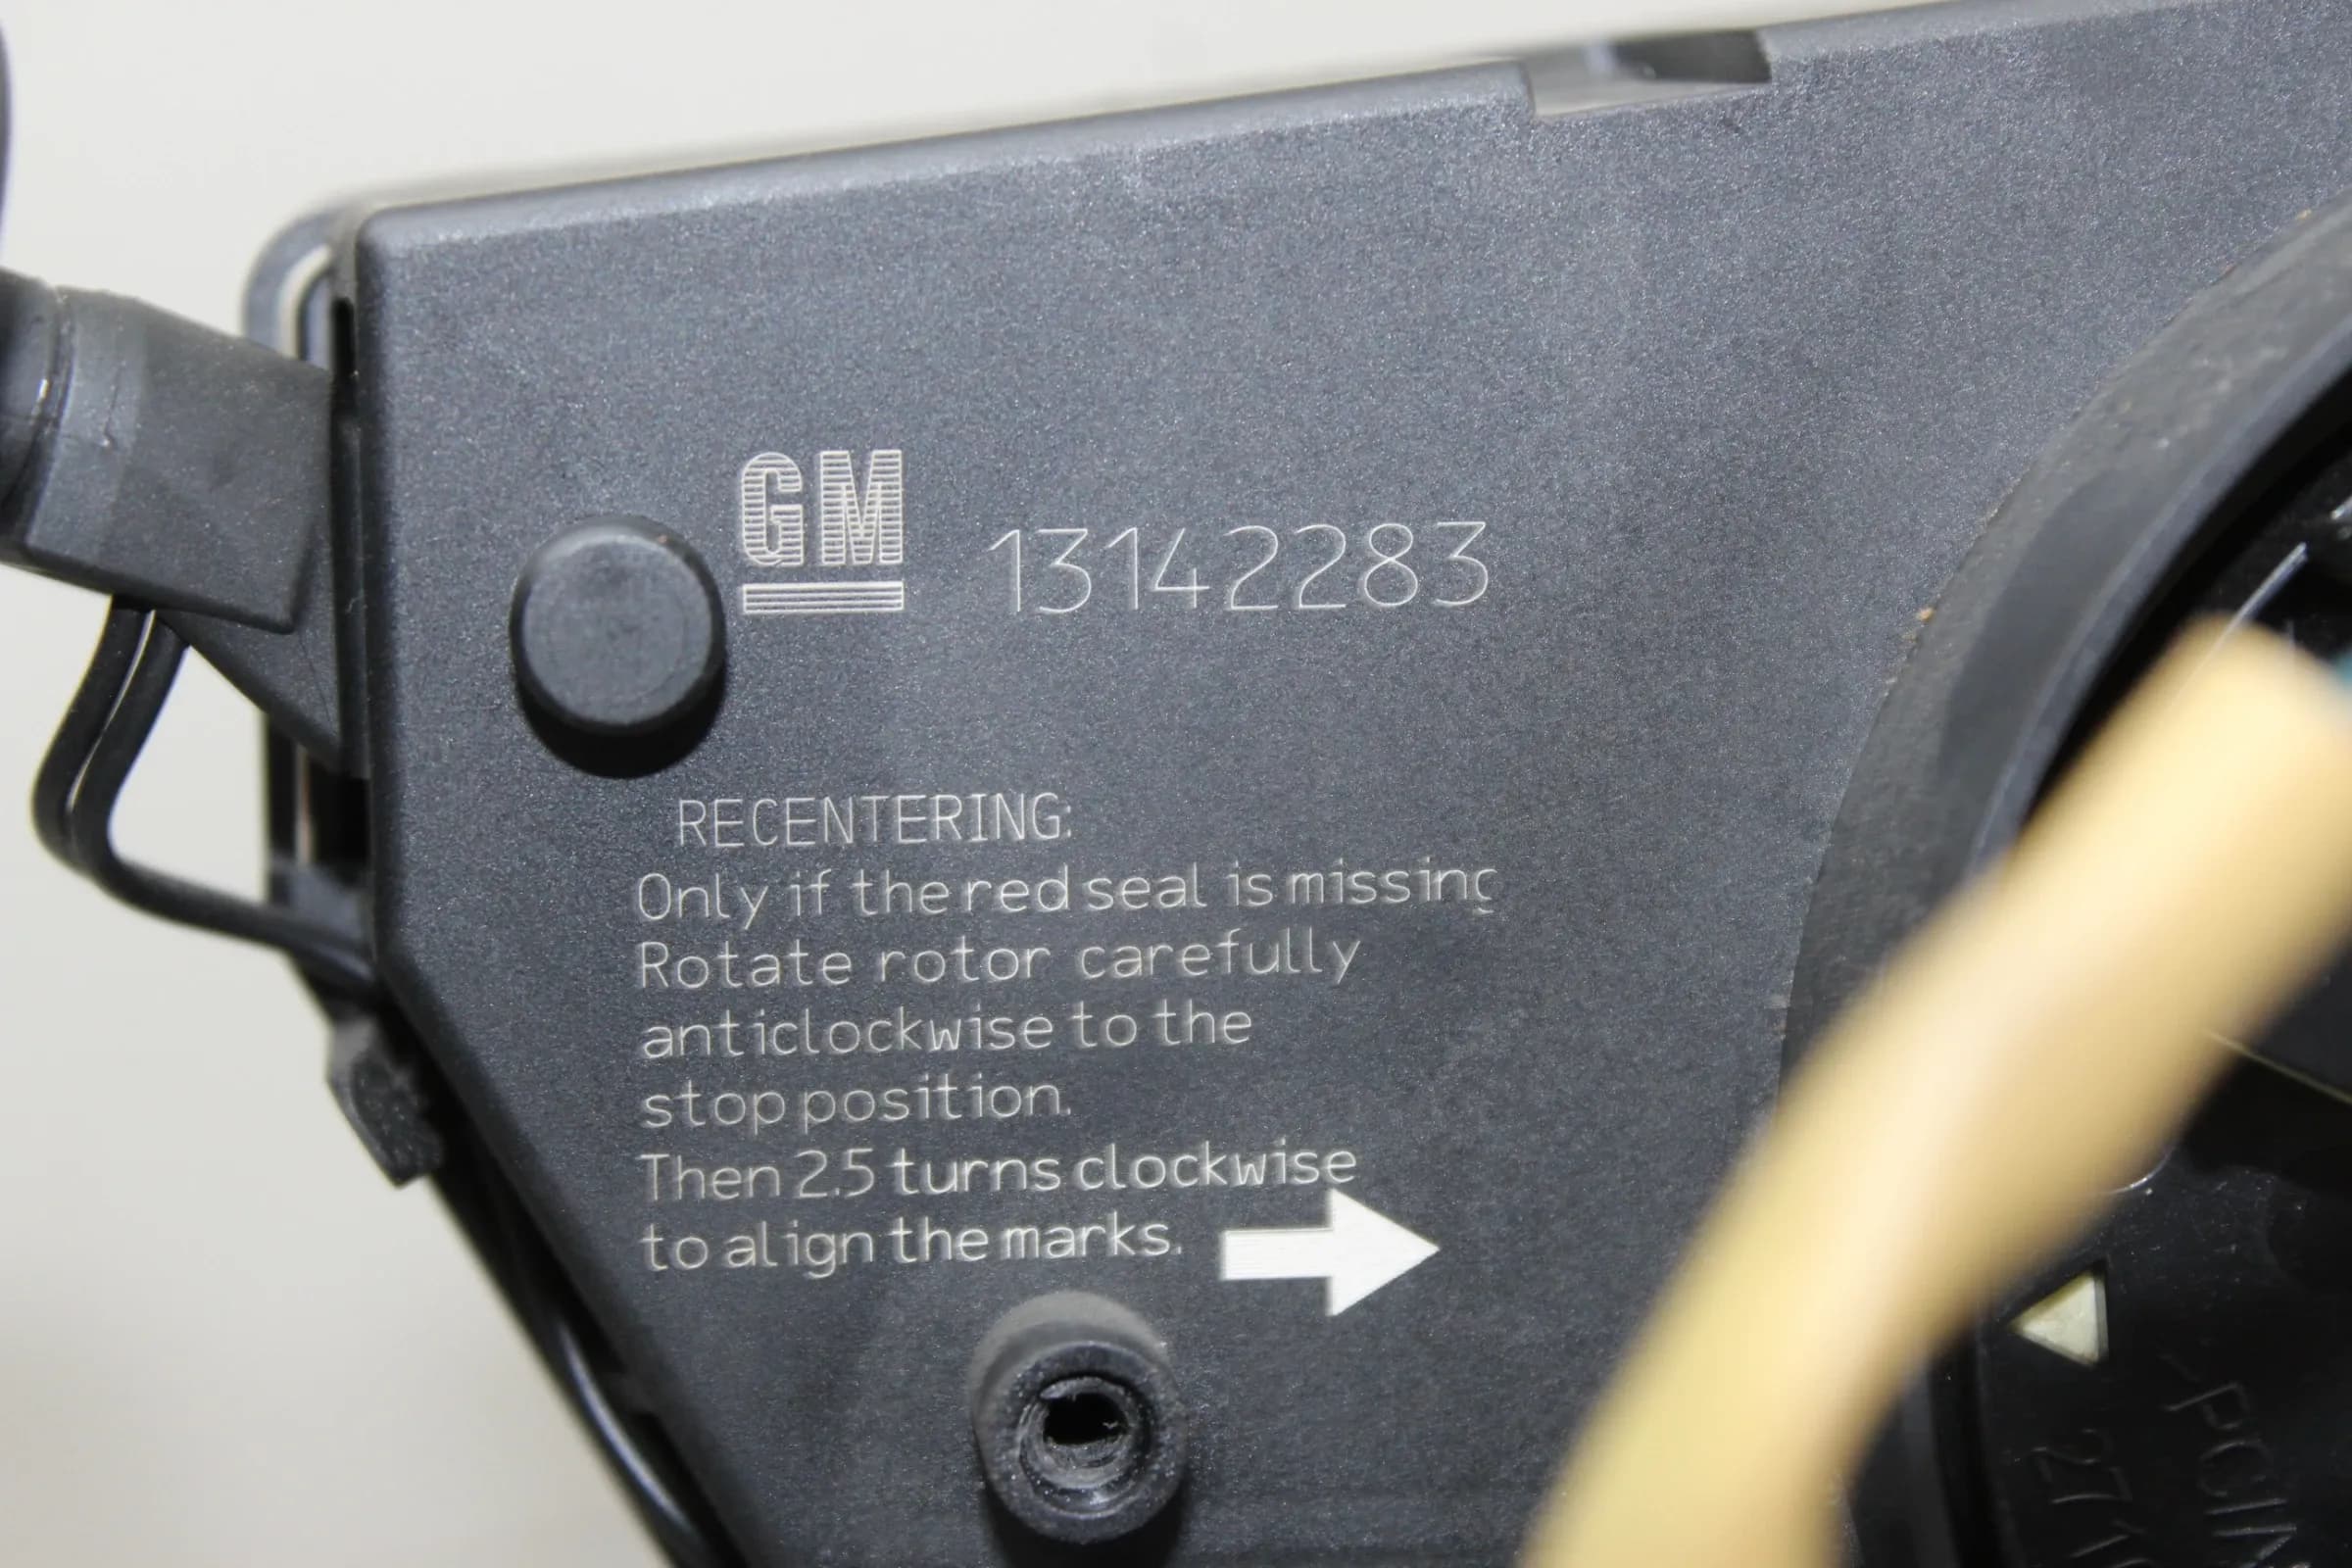 GM 13142283
RECENTERING:
Only if the red seal is missing
Rotate rotor carefully
anticlockwise to the
stop position.
Then 2.5 turns clockwise
to align the marks.